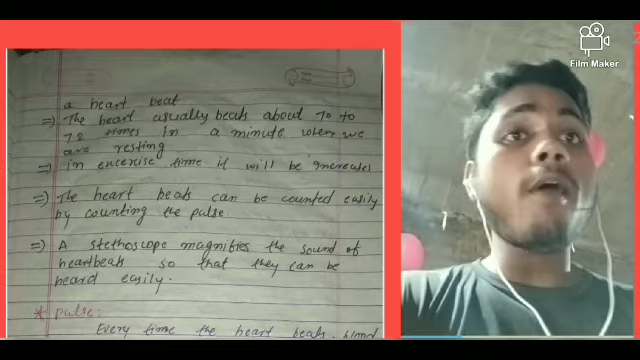 a heart beat
⇒ The heart usually beats about 70 to
72 times in a minute where we
are resting
⇒ in excercise time it will be increases
⇒ The heart beats can be counted easily
by counting the pulse.
⇒ A stethoscope magnifies the sound of
heartbeats so that they can be
heard easily.
* Pulse:
Every time the heart beats, blood
Film Maker